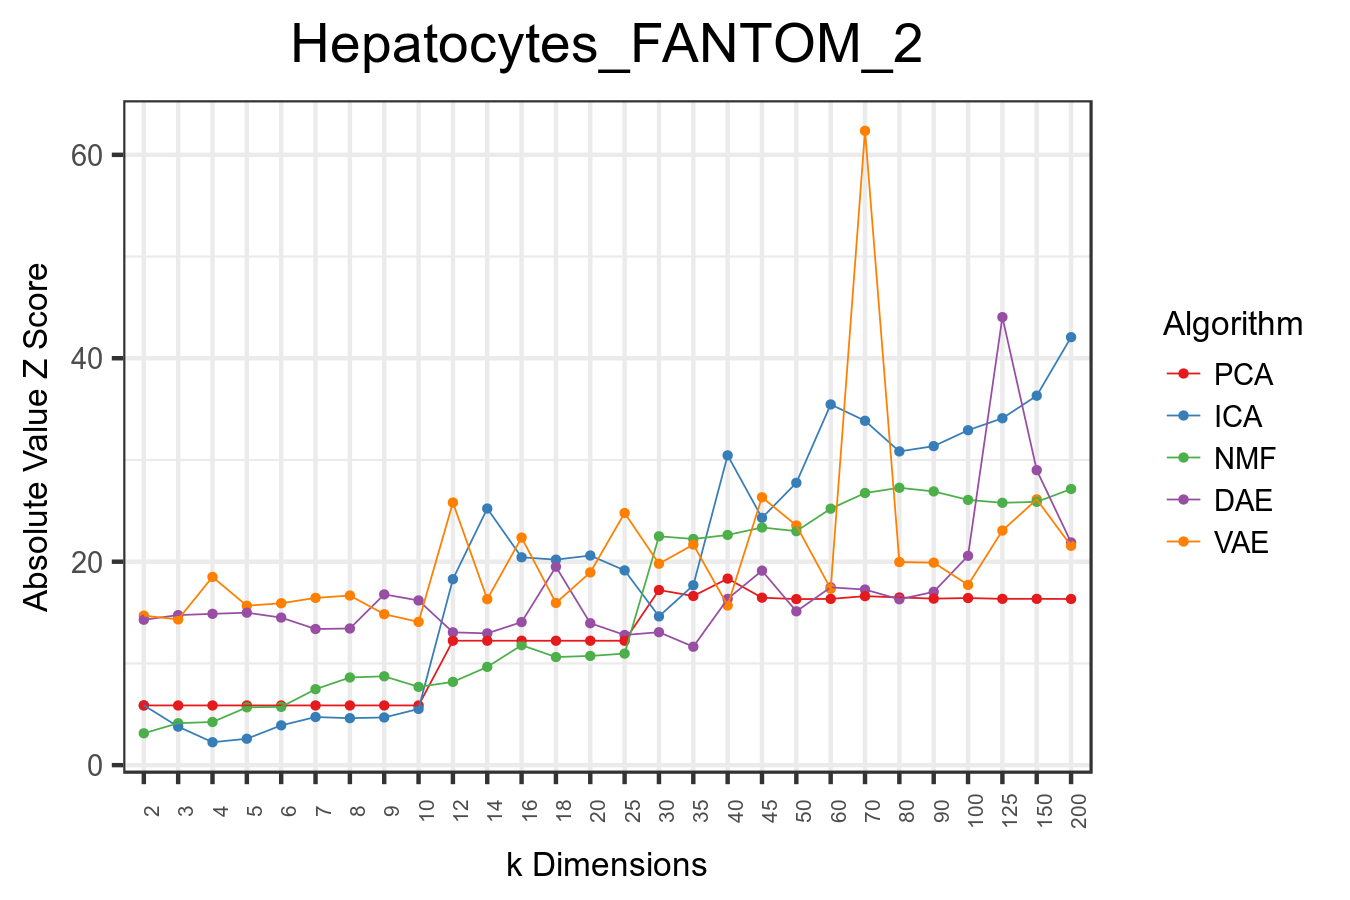 Hepatocytes_FANTOM_2
Absolute Value Z Score
60
40
20
0
2 3 4 5 6 7 8 9 10 12 14 16 18 20 25 30 35 40 45 50 60 70 80 90 100 125 150 200
k Dimensions
Algorithm
PCA
ICA
NMF
DAE
VAE